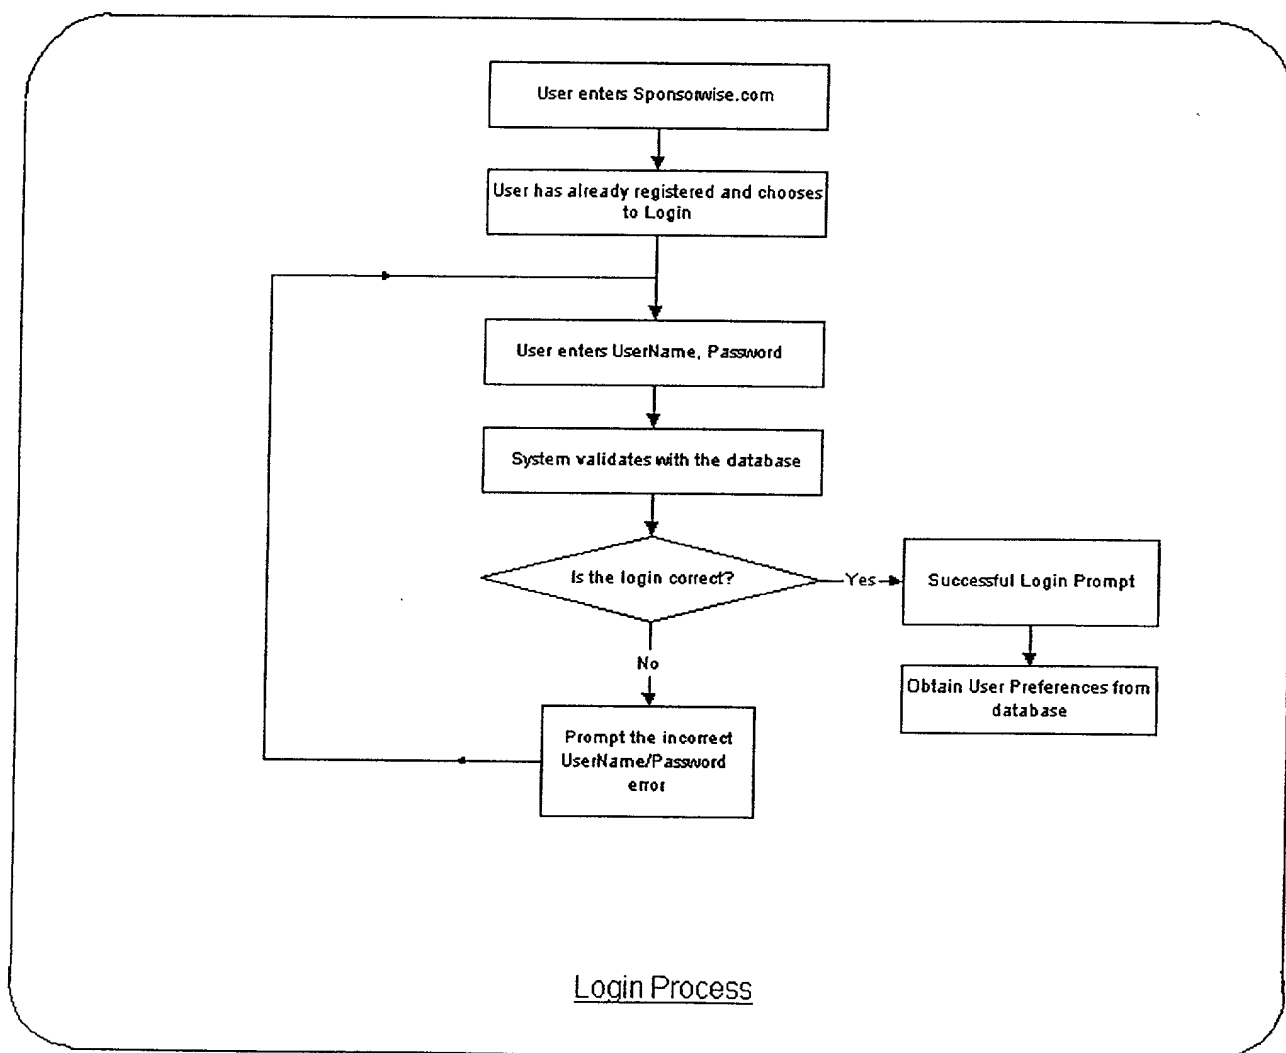 User enters Sponsorwise.com
User has already registered and chooses
to Login
User enters UserName, Password
System validates with the database
Is the login correct?
Yes
Successful Login Prompt
No
Obtain User Preferences from
database
Prompt the incorrect
UserName/Password
error
Login Process